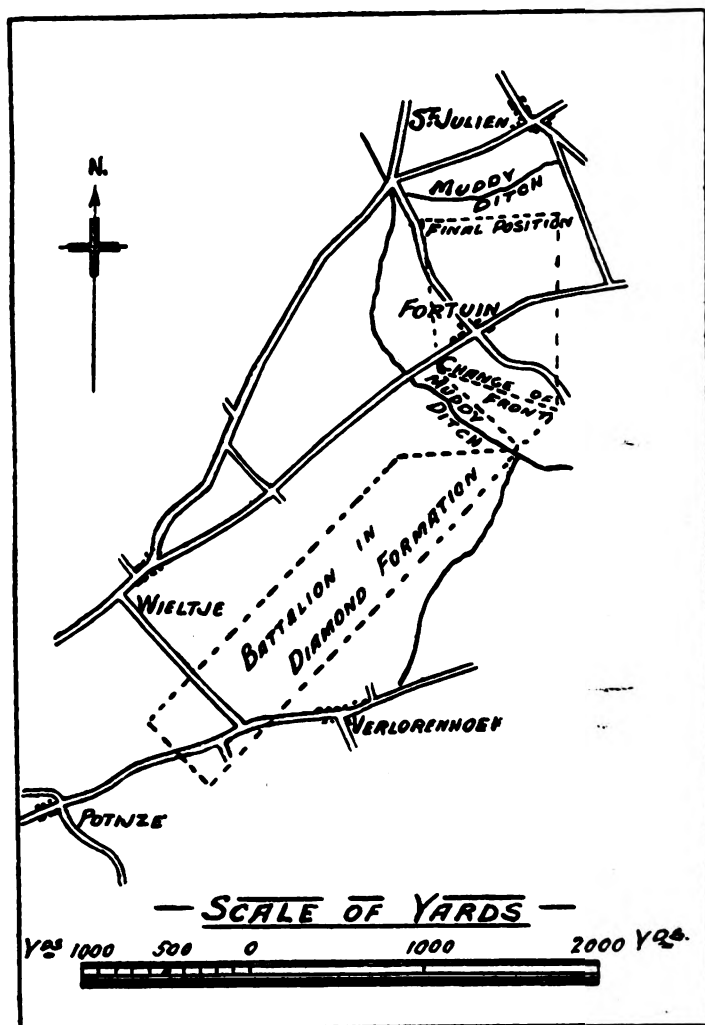 ST JULIEN
N.
MUDDY
DITCH
FINAL POSITION
FORTUIN
CHANGE OF
FRONT
MUDDY
DITCH
BATTALION IN
DIAMOND FORMATION
WIELTJE
VERLORENHOEK
POTIJZE
— SCALE OF YARDS —
YDS 1000 500 0 1000 2000 YDS.